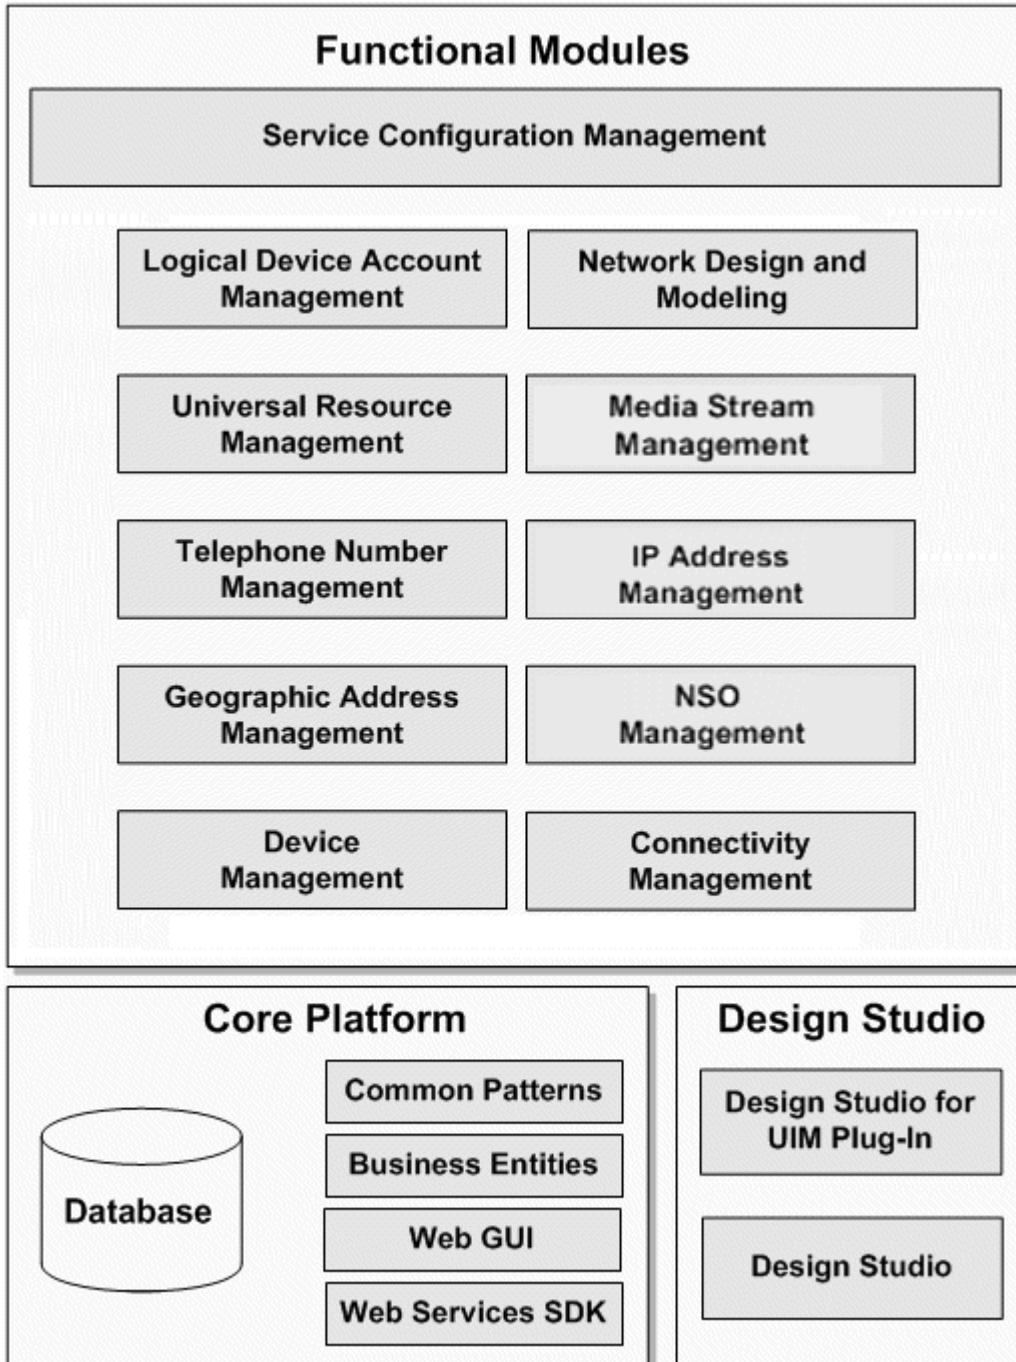 Functional Modules
Service Configuration Management
Logical Device Account
Management
Network Design and
Modeling
Universal Resource
Management
Media Stream
Management
Telephone Number
Management
IP Address
Management
Geographic Address
Management
NSO
Management
Device
Management
Connectivity
Management
Core Platform
Database
Common Patterns
Business Entities
Web GUI
Web Services SDK
Design Studio
Design Studio for
UIM Plug-In
Design Studio